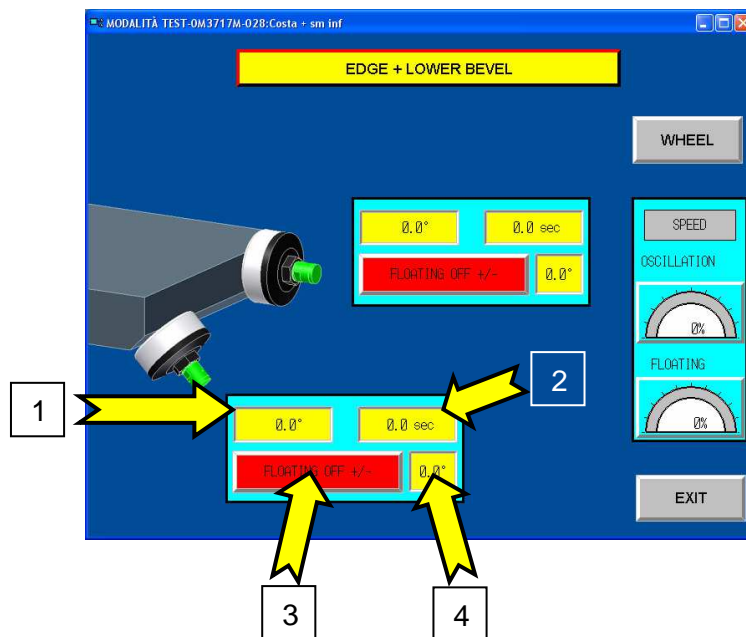 MODALITÀ TEST-OM3717M-028:Costa + sm inf
EDGE + LOWER BEVEL
WHEEL
0.0°
0.0 sec
FLOATING OFF +/-
0.0°
SPEED
OSCILLATION
0%
FLOATING
0%
1
2
0.0°
0.0 sec
FLOATING OFF +/-
0.0°
EXIT
3
4